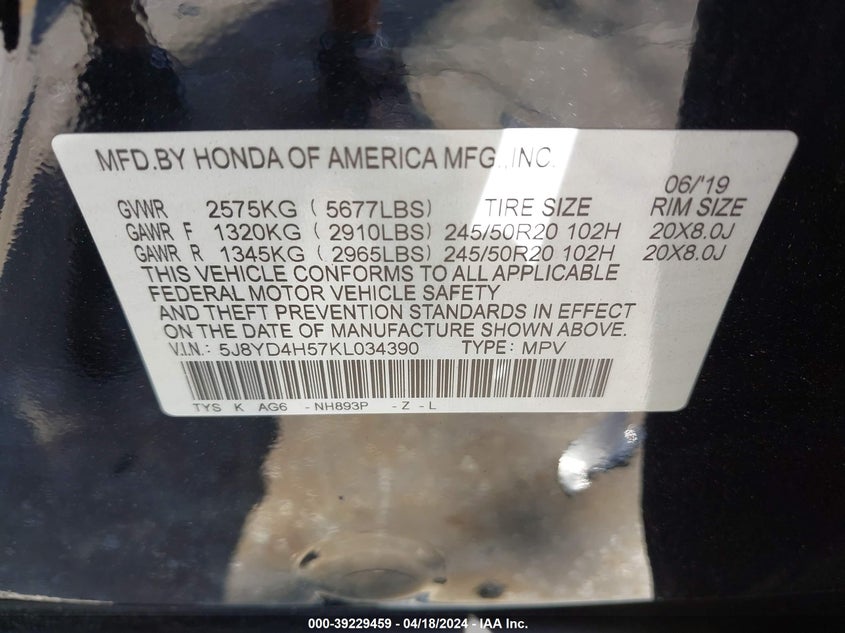 MFD.BY HONDA OF AMERICA MFG.,INC.
06/'19
GVWR 2575KG ( 5677LBS) TIRE SIZE RIM SIZE
GAWR F 1320KG ( 2910LBS) 245/50R20 102H 20X8.0J
GAWR R 1345KG ( 2965LBS) 245/50R20 102H 20X8.0J
THIS VEHICLE CONFORMS TO ALL APPLICABLE
FEDERAL MOTOR VEHICLE SAFETY
AND THEFT PREVENTION STANDARDS IN EFFECT
ON THE DATE OF MANUFACTURE SHOWN ABOVE.
V.I.N.: 5J8YD4H57KL034390 TYPE: MPV
TYS K AG6 -NH893P -Z -L
000-39229459 - 04/18/2024 - IAA Inc.